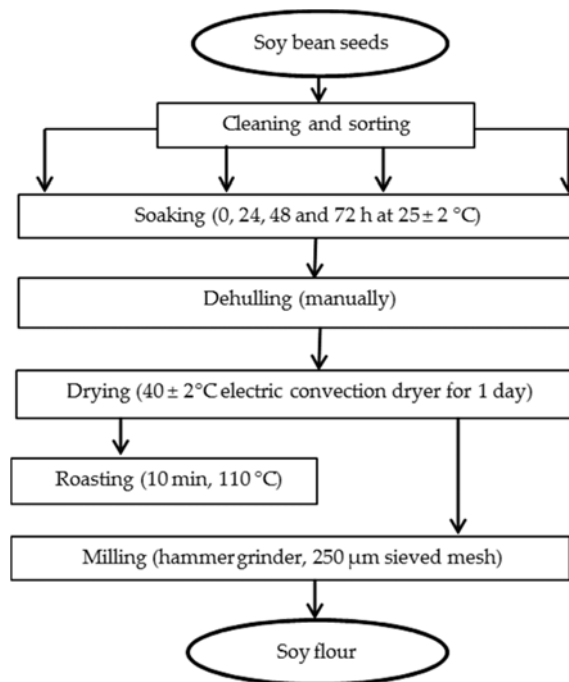 Soy bean seeds
Cleaning and sorting
Soaking (0, 24, 48 and 72 h at 25 ± 2 °C)
Dehulling (manually)
Drying (40 ± 2°C electric convection dryer for 1 day)
Roasting (10 min, 110 °C)
Milling (hammer grinder, 250 µm sieved mesh)
Soy flour